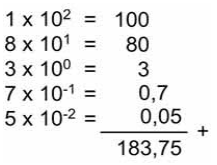 1 x 10² = 100
8 x 10¹ = 80
3 x 10⁰ = 3
7 x 10⁻¹ = 0,7
5 x 10⁻² = 0,05
+
183,75